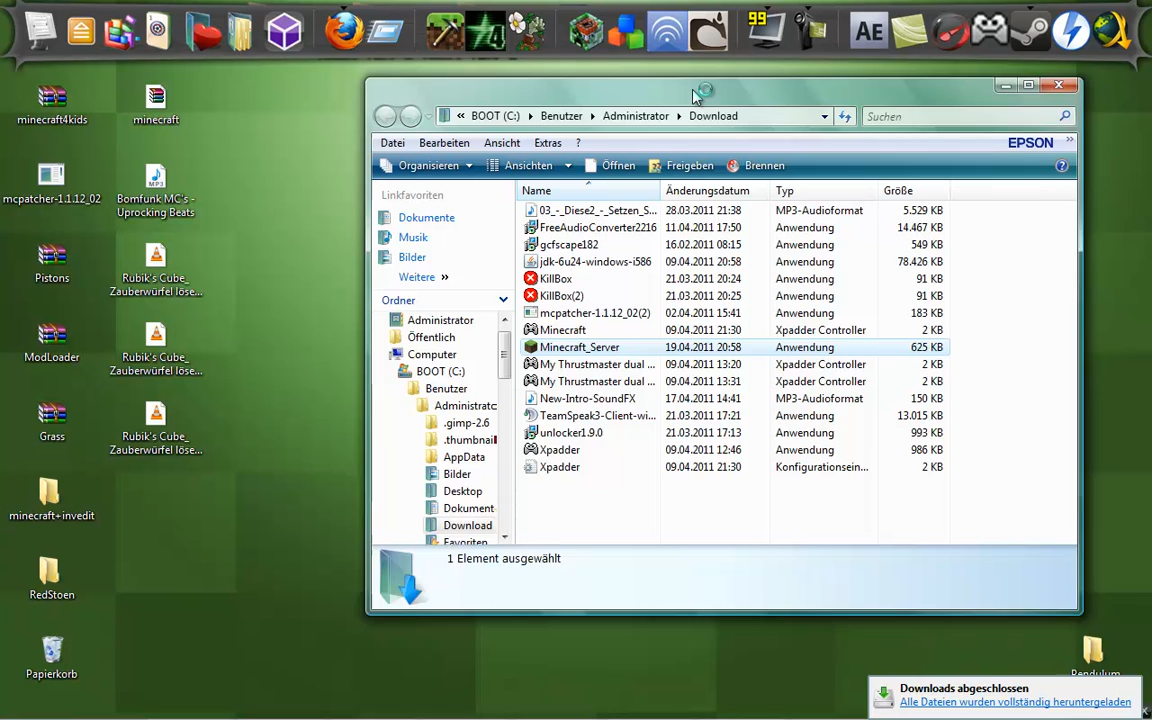 99
AE
minecraft4kids
minecraft
mcpatcher-1.1.12_02
MP3
Bomfunk MC's -
Uprocking Beats
Pistons
Rubik's Cube_
Zauberwürfel löse...
ModLoader
Rubik's Cube_
Zauberwürfel löse...
Grass
Rubik's Cube_
Zauberwürfel löse...
minecraft+invedit
RedStoen
Papierkorb
« BOOT (C:) Benutzer Administrator Download
Suchen
Datei Bearbeiten Ansicht Extras ?
EPSON »
Organisieren Ansichten Öffnen Freigeben Brennen
Linkfavoriten
Dokumente
Musik
Bilder
Weitere »
Ordner
Administrator
Öffentlich
Computer
BOOT (C:)
Benutzer
Administratc
.gimp-2.6
.thumbnai
AppData
Bilder
Desktop
Dokument
Download
Favoriten
Name Änderungsdatum Typ Größe
03_-_Diese2_-_Setzen_S... 28.03.2011 21:38 MP3-Audioformat 5.529 KB
FreeAudioConverter2216 11.04.2011 17:50 Anwendung 14.467 KB
gcfscape182 16.02.2011 08:15 Anwendung 549 KB
jdk-6u24-windows-i586 09.04.2011 20:58 Anwendung 78.426 KB
KillBox 21.03.2011 20:24 Anwendung 91 KB
KillBox(2) 21.03.2011 20:25 Anwendung 91 KB
mcpatcher-1.1.12_02(2) 02.04.2011 15:41 Anwendung 183 KB
Minecraft 09.04.2011 21:30 Xpadder Controller 2 KB
Minecraft_Server 19.04.2011 20:58 Anwendung 625 KB
My Thrustmaster dual ... 09.04.2011 13:20 Xpadder Controller 2 KB
My Thrustmaster dual ... 09.04.2011 13:31 Xpadder Controller 2 KB
New-Intro-SoundFX 17.04.2011 14:41 MP3-Audioformat 150 KB
TeamSpeak3-Client-wi... 21.03.2011 17:21 Anwendung 13.015 KB
unlocker1.9.0 21.03.2011 17:13 Anwendung 993 KB
Xpadder 09.04.2011 12:46 Anwendung 986 KB
Xpadder 09.04.2011 21:30 Konfigurationsein... 2 KB
1 Element ausgewählt
Pendulum
Downloads abgeschlossen
Alle Dateien wurden vollständig heruntergeladen